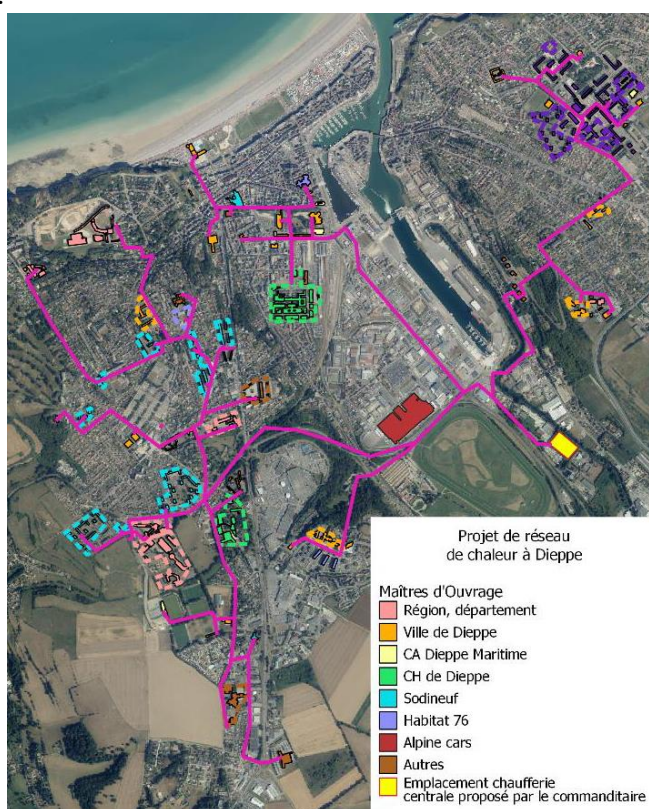 Projet de réseau
de chaleur à Dieppe
Maîtres d'Ouvrage
Région, département
Ville de Dieppe
CA Dieppe Maritime
CH de Dieppe
Sodineuf
Habitat 76
Alpine cars
Autres
Emplacement chaufferie
centrale proposé par le commanditaire